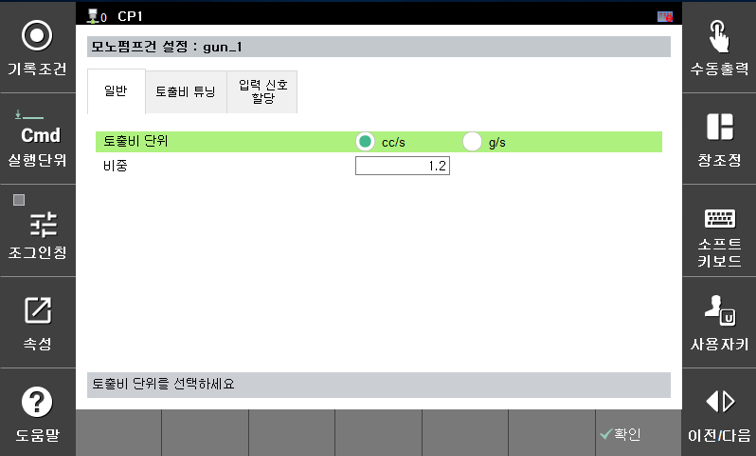 0 CP1
모노펌프건 설정 : gun_1
일반
토출비 튜닝
입력 신호
할당
토출비 단위
cc/s
g/s
비중
1.2
토출비 단위를 선택하세요
확인
기록조건
Cmd
실행단위
조그인칭
속성
?
도움말
수동출력
창조정
소프트
키보드
U
사용자키
이전/다음